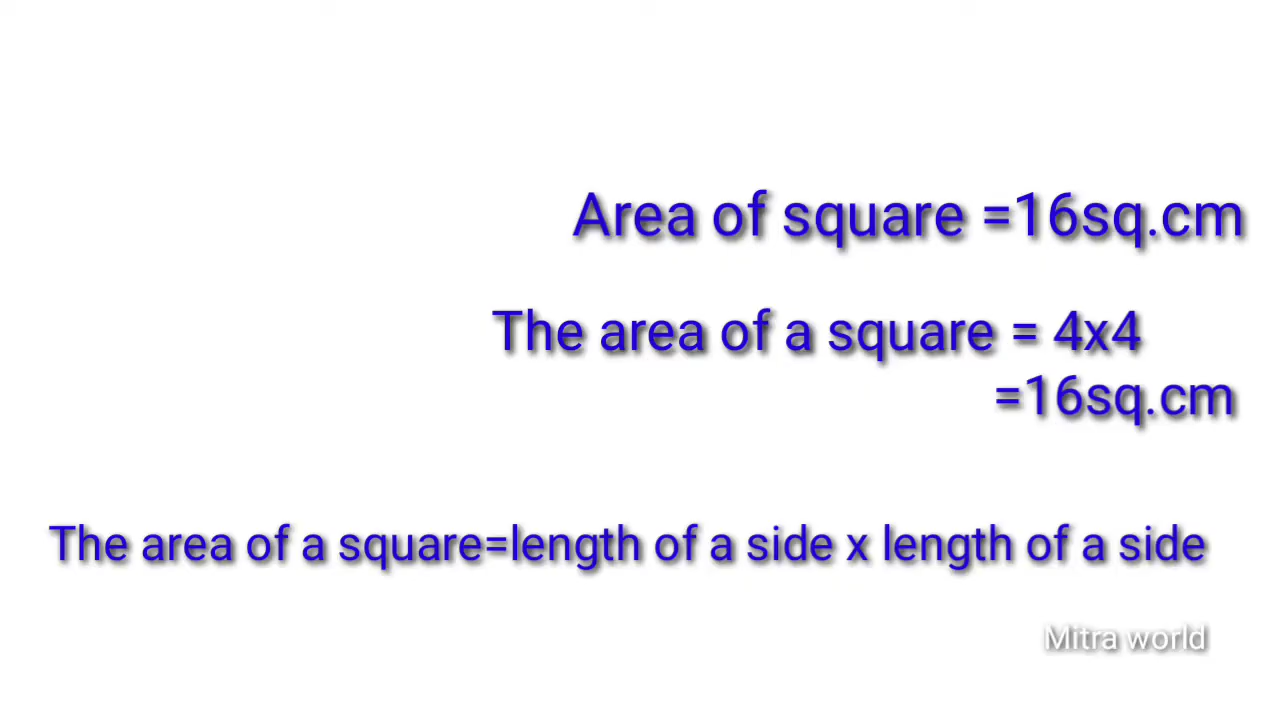 Area of square =16sq.cm
The area of a square = 4x4
=16sq.cm
The area of a square=length of a side x length of a side
Mitra world